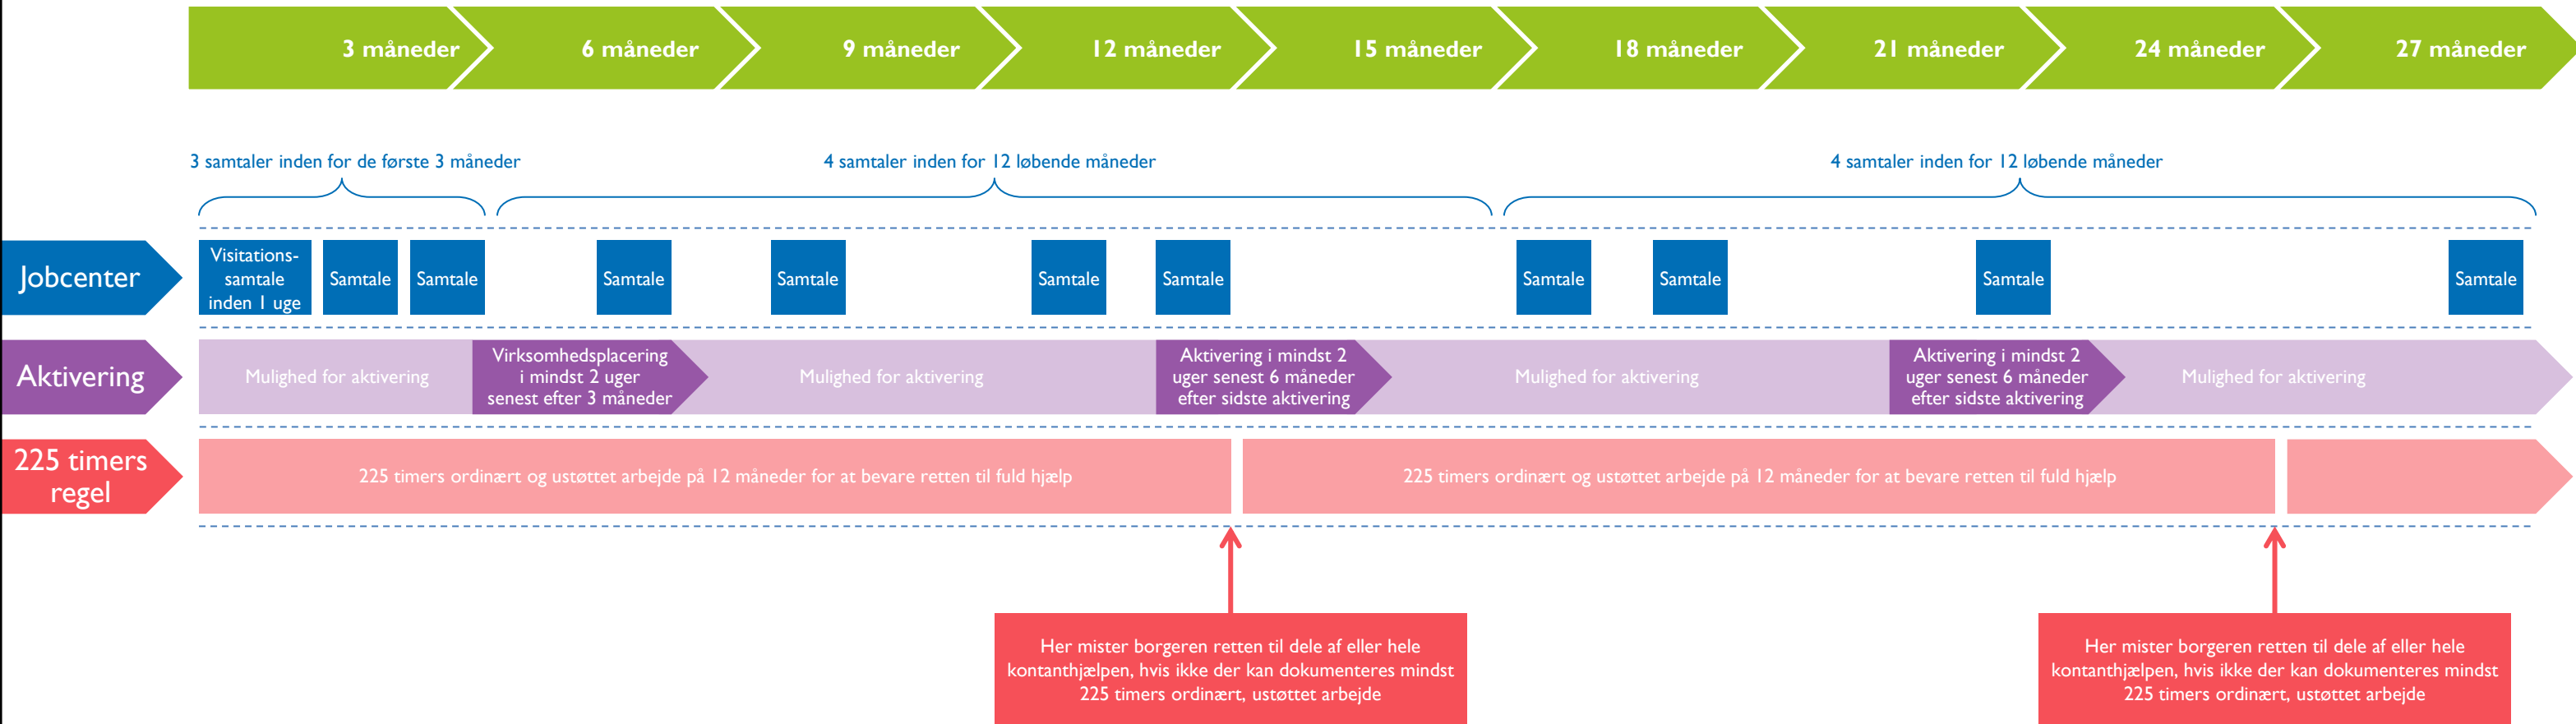 3 måneder
6 måneder
9 måneder
12 måneder
15 måneder
18 måneder
21 måneder
24 måneder
27 måneder
3 samtaler inden for de første 3 måneder
4 samtaler inden for 12 løbende måneder
4 samtaler inden for 12 løbende måneder
Jobcenter
Visitations-
samtale
inden 1 uge
Samtale
Samtale
Samtale
Samtale
Samtale
Samtale
Samtale
Samtale
Samtale
Samtale
Aktivering
Mulighed for aktivering
Virksomhedsplacering
i mindst 2 uger
senest efter 3 måneder
Mulighed for aktivering
Aktivering i mindst 2
uger senest 6 måneder
efter sidste aktivering
Mulighed for aktivering
Aktivering i mindst 2
uger senest 6 måneder
efter sidste aktivering
Mulighed for aktivering
225 timers
regel
225 timers ordinært og ustøttet arbejde på 12 måneder for at bevare retten til fuld hjælp
225 timers ordinært og ustøttet arbejde på 12 måneder for at bevare retten til fuld hjælp
Her mister borgeren retten til dele af eller hele
kontanthjælpen, hvis ikke der kan dokumenteres mindst
225 timers ordinært, ustøttet arbejde
Her mister borgeren retten til dele af eller hele
kontanthjælpen, hvis ikke der kan dokumenteres mindst
225 timers ordinært, ustøttet arbejde